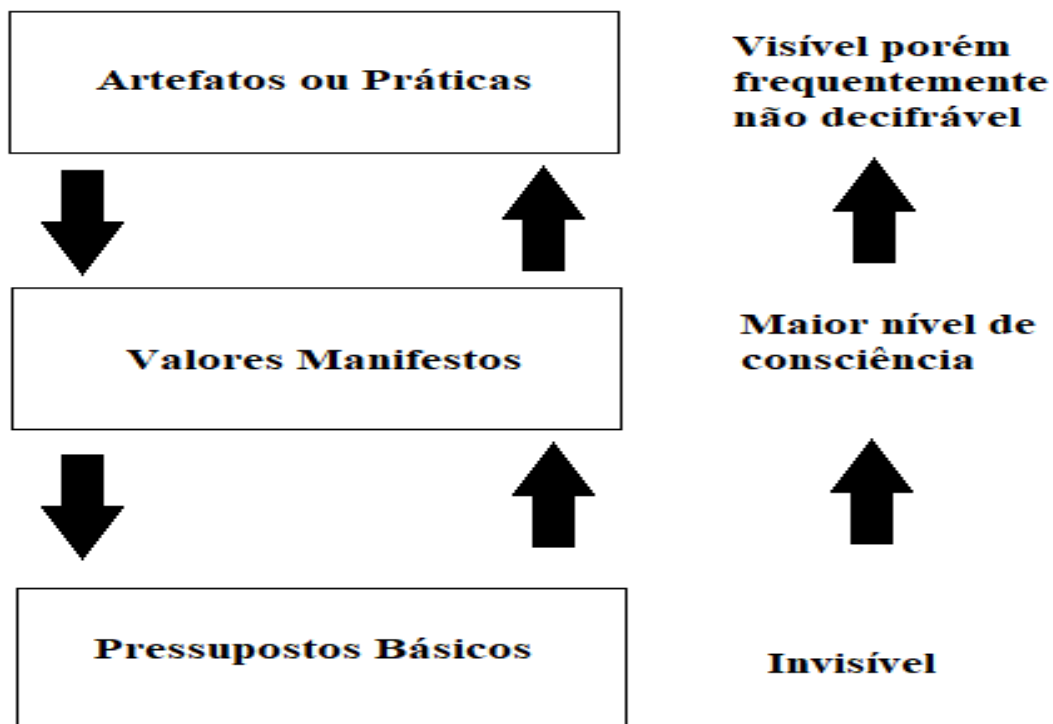 Artefatos ou Práticas
Visível porém
frequentemente
não decifrável
Valores Manifestos
Maior nível de
consciência
Pressupostos Básicos
Invisível